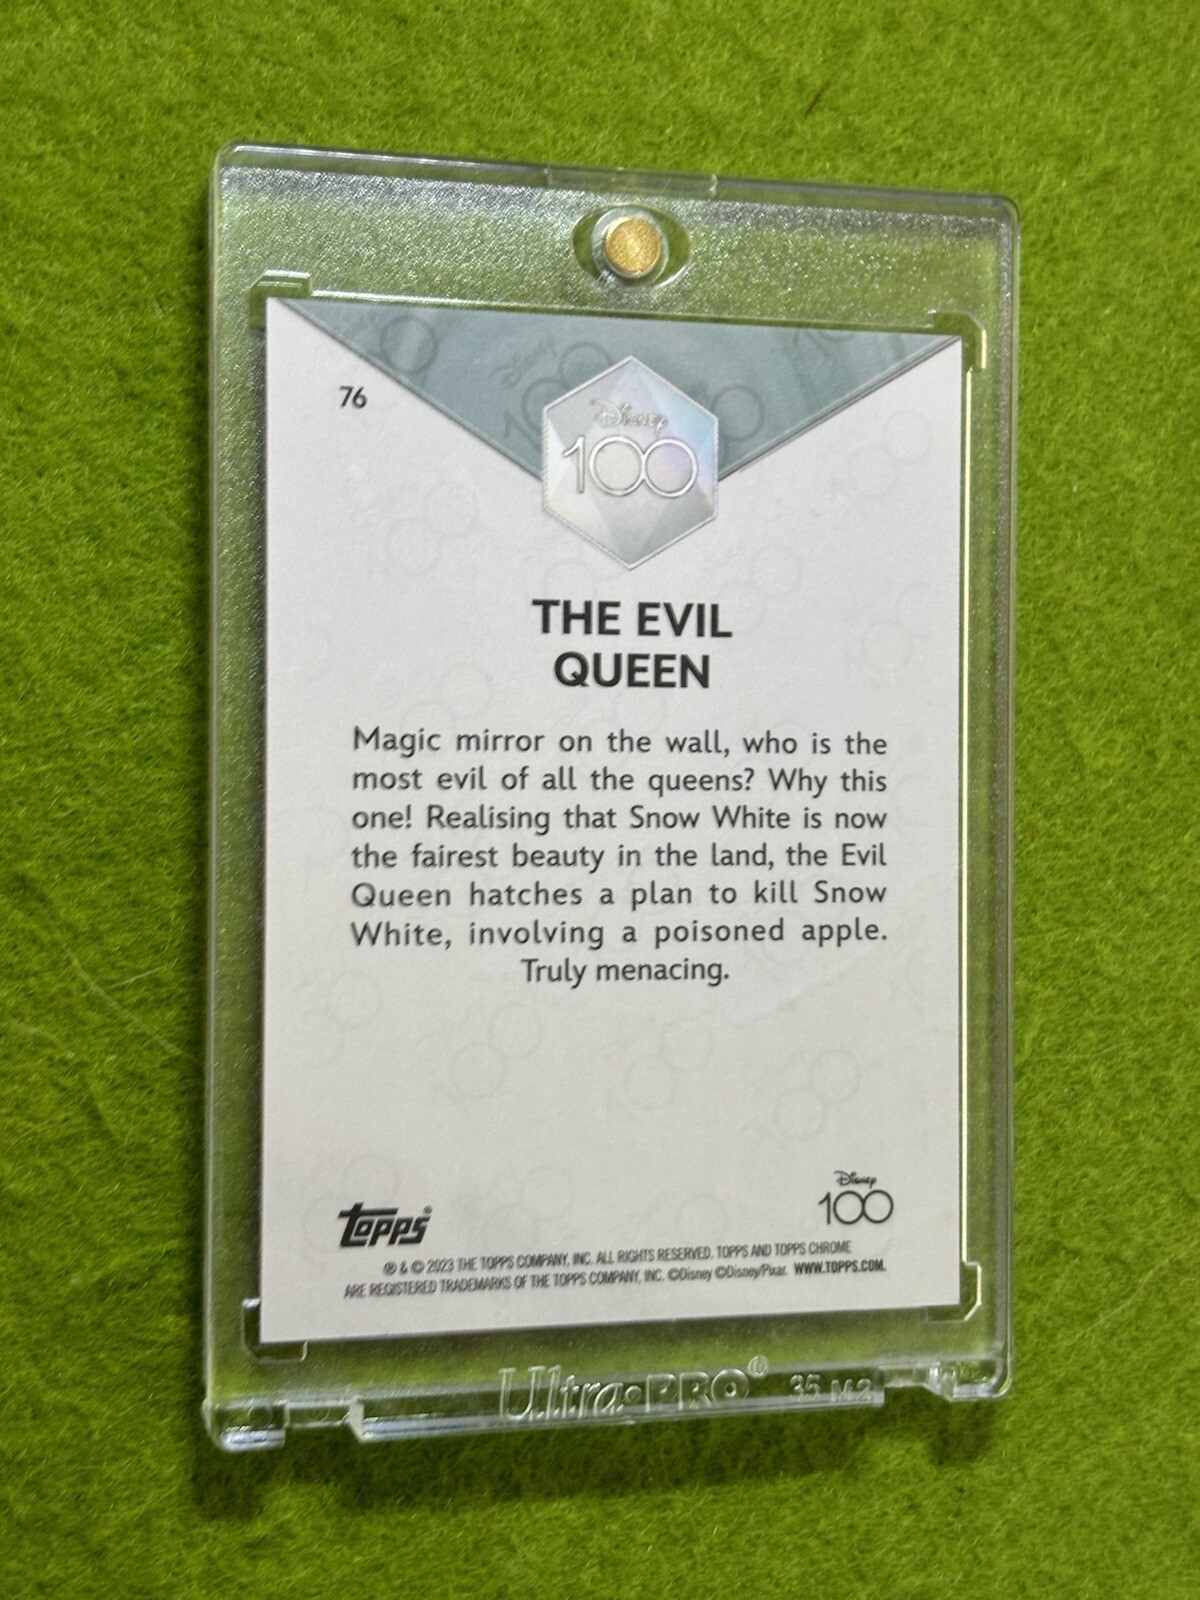 76
Disney
100
THE EVIL
QUEEN
Magic mirror on the wall, who is the
most evil of all the queens? Why this
one! Realising that Snow White is now
the fairest beauty in the land, the Evil
Queen hatches a plan to kill Snow
White, involving a poisoned apple.
Truly menacing.
topps®
Disney
100
® & © 2023 THE TOPPS COMPANY, INC. ALL RIGHTS RESERVED. TOPPS AND TOPPS CHROME
ARE REGISTERED TRADEMARKS OF THE TOPPS COMPANY, INC. ©Disney ©Disney/Pixar. WWW.TOPPS.COM.
Ultra•PRO®